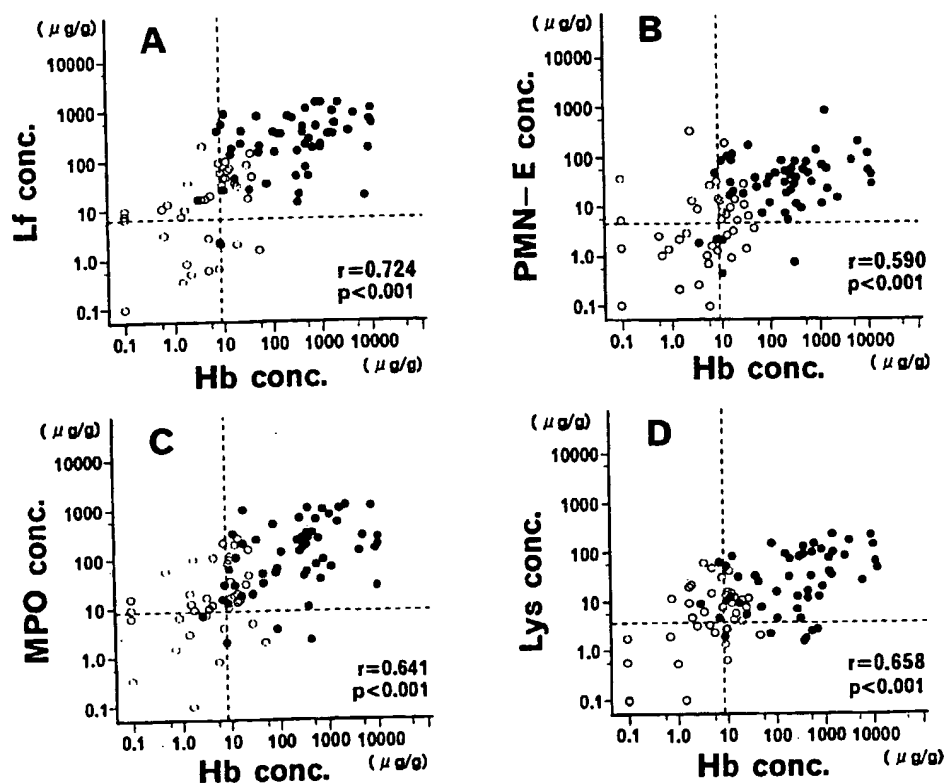 (μg/g)
A
10000
1000
100
10
1.0
0.1
Lf conc.
r=0.724
p<0.001
0.1 1.0 10 100 1000 10000
Hb conc. (μg/g)
(μg/g)
B
10000
1000
100
10
1.0
0.1
PMN-E conc.
r=0.590
p<0.001
0.1 1.0 10 100 1000 10000
Hb conc. (μg/g)
(μg/g)
C
10000
1000
100
10
1.0
0.1
MPO conc.
r=0.641
p<0.001
0.1 1.0 10 100 1000 10000
Hb conc. (μg/g)
(μg/g)
D
10000
1000
100
10
1.0
0.1
Lys conc.
r=0.658
p<0.001
0.1 1.0 10 100 1000 10000
Hb conc. (μg/g)